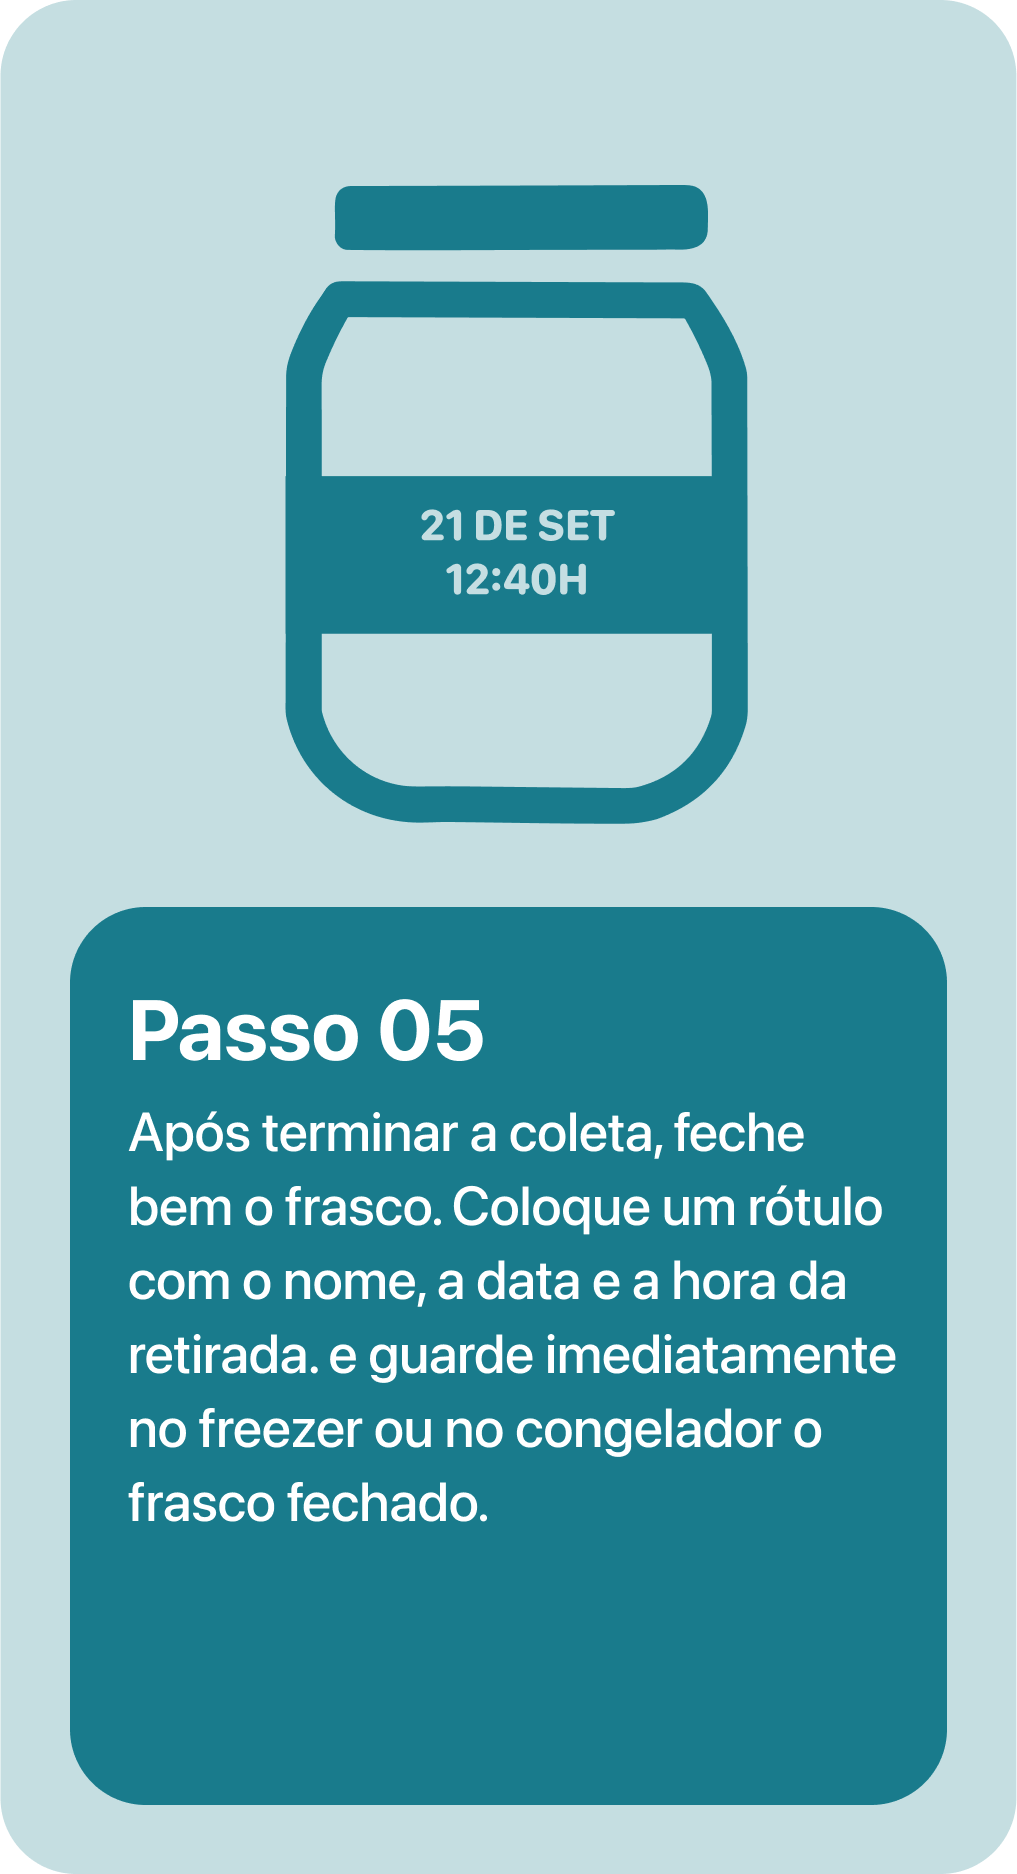 21 DE SET
12:40H
Passo 05
Após terminar a coleta, feche
bem o frasco. Coloque um rótulo
com o nome, a data e a hora da
retirada. e guarde imediatamente
no freezer ou no congelador o
frasco fechado.